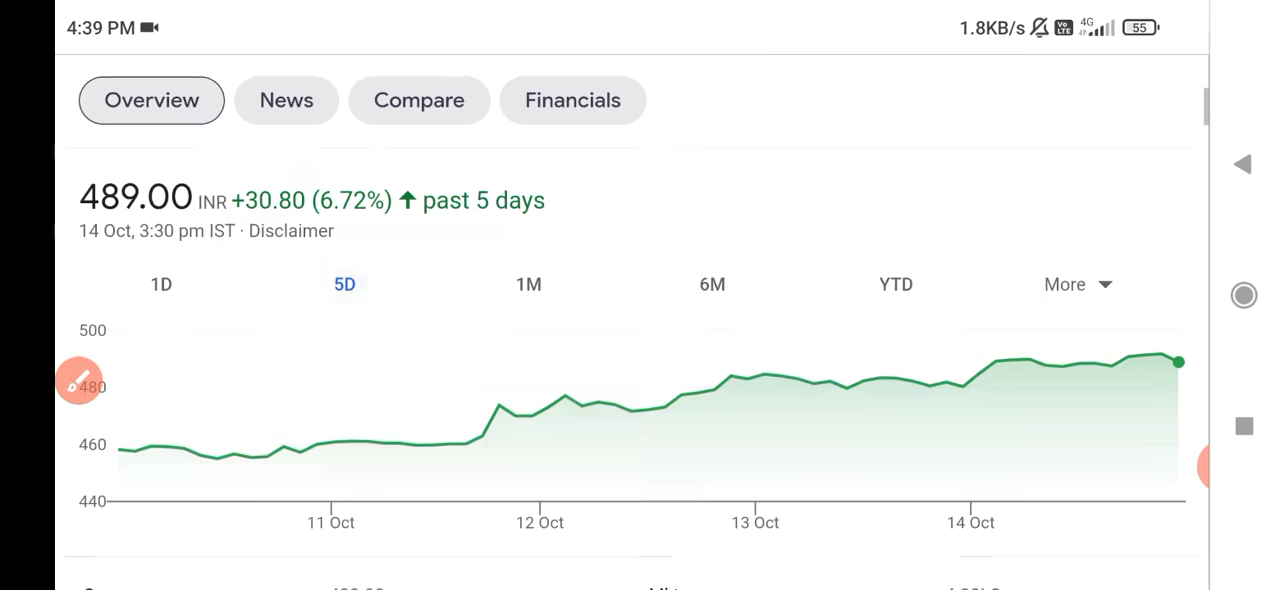 4:39 PM
1.8KB/s Vo LTE 4G 55
Overview News Compare Financials
489.00 INR +30.80 (6.72%) ↑ past 5 days
14 Oct, 3:30 pm IST · Disclaimer
1D 5D 1M 6M YTD More
500
480
460
440
11 Oct 12 Oct 13 Oct 14 Oct